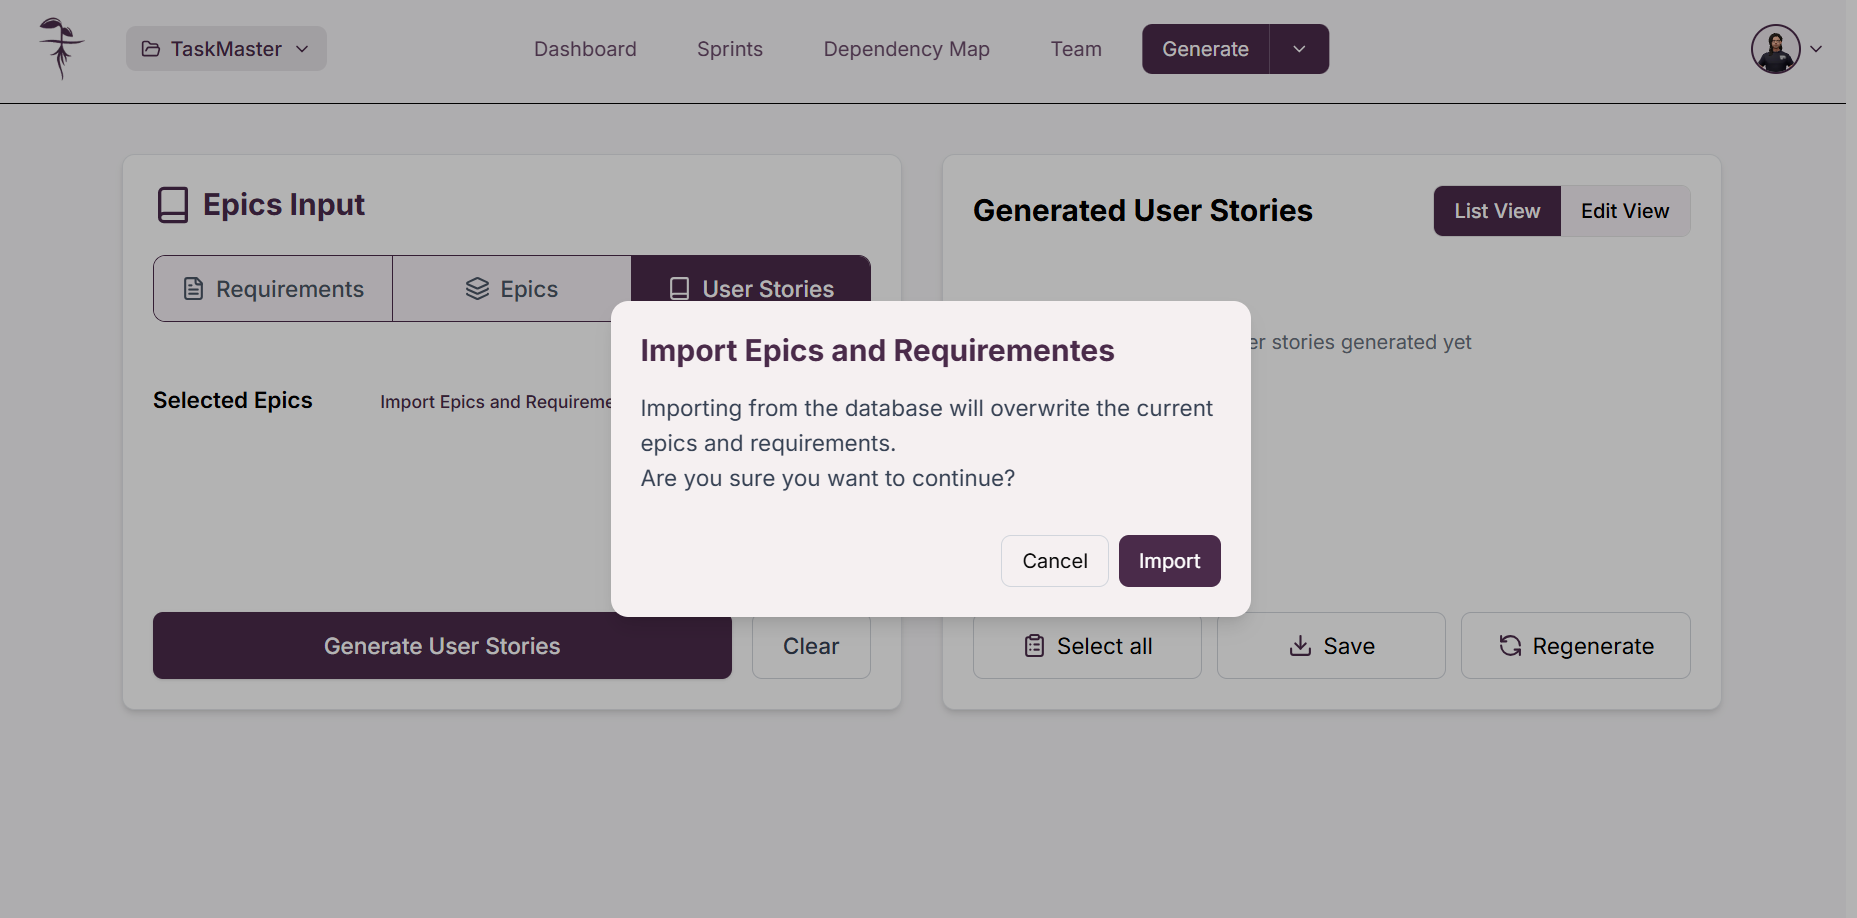 TaskMaster
Dashboard
Sprints
Dependency Map
Team
Generate
Epics Input
Requirements
Epics
User Stories
Selected Epics
Import Epics and
Generate User Stories
Clear
Generated User Stories
List View
Edit View
stories generated yet
Select all
Save
Regenerate
Import Epics and Requirementes
Importing from the database will overwrite the current
epics and requirements.
Are you sure you want to continue?
Cancel
Import